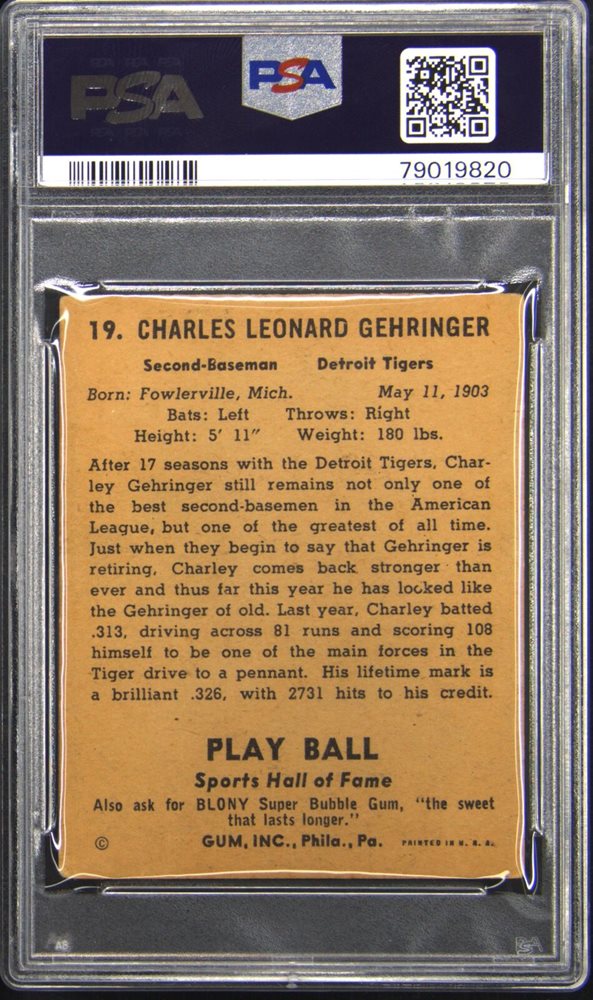 PSA
PSA
79019820
19. CHARLES LEONARD GEHRINGER
Second-Baseman Detroit Tigers
Born: Fowlerville, Mich. May 11, 1903
Bats: Left Throws: Right
Height: 5′ 11″ Weight: 180 lbs.
After 17 seasons with the Detroit Tigers, Char-
ley Gehringer still remains not only one of
the best second-basemen in the American
League, but one of the greatest of all time.
Just when they begin to say that Gehringer is
retiring, Charley comes back stronger than
ever and thus far this year he has looked like
the Gehringer of old. Last year, Charley batted
.313, driving across 81 runs and scoring 108
himself to be one of the main forces in the
Tiger drive to a pennant. His lifetime mark is
a brilliant .326, with 2731 hits to his credit.
PLAY BALL
Sports Hall of Fame
Also ask for BLONY Super Bubble Gum, "the sweet
that lasts longer."
© GUM, INC., Phila., Pa. PRINTED IN U. S. A.
AB PSA